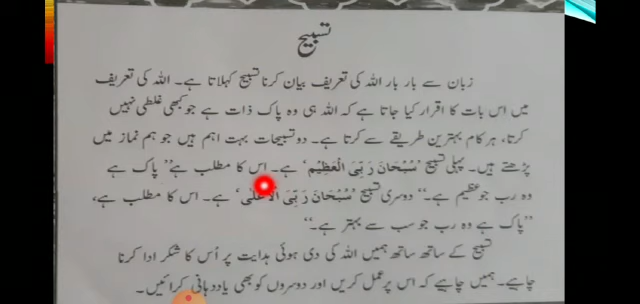 تسبیح
زبان سے بار بار اللہ کی تعریف بیان کرنا تسبیح کہلاتا ہے۔ اللہ کی تعریف
میں اس بات کا اقرار کیا جاتا ہے کہ اللہ ہی وہ پاک ذات ہے جو کبھی غلطی نہیں
کرتا، ہر کام بہترین طریقے سے کرتا ہے۔ دو تسبیحات بہت اہم ہیں جو ہم نماز میں
پڑھتے ہیں۔ پہلی تسبیح ’سُبْحَانَ رَبِّیَ الْعَظِیْم‘ ہے۔ اس کا مطلب ہے ”پاک ہے
وہ رب جو عظیم ہے۔“ دوسری تسبیح ’سُبْحَانَ رَبِّیَ الْاَعْلٰی‘ ہے۔ اس کا مطلب ہے،
”پاک ہے وہ رب جو سب سے بہتر ہے۔“
تسبیح کے ساتھ ساتھ ہمیں اللہ کی دی ہوئی ہدایت پر اُس کا شکر ادا کرنا
چاہیے۔ ہمیں چاہیے کہ اس پر عمل کریں اور دوسروں کو بھی یاد دہانی کرائیں۔